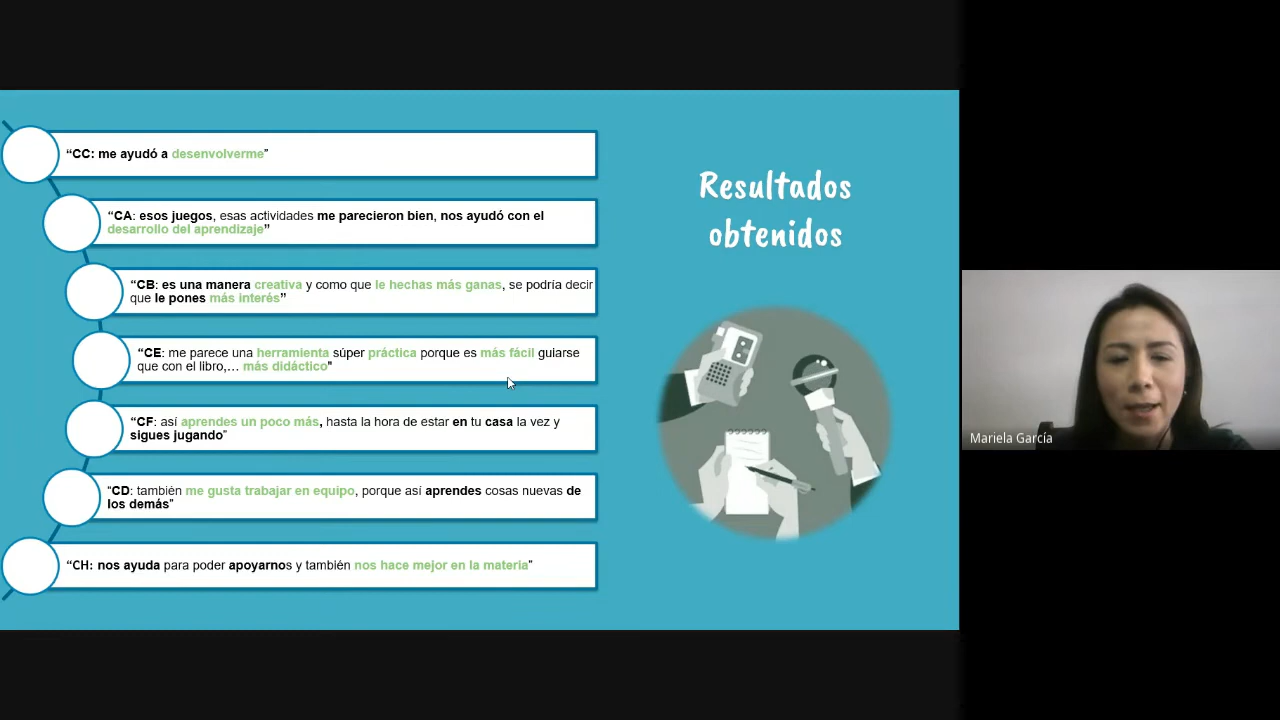 “CC: me ayudó a desenvolverme”
“CA: esos juegos, esas actividades me parecieron bien, nos ayudó con el
desarrollo del aprendizaje”
“CB: es una manera creativa y como que le hechas más ganas, se podría decir
que le pones más interés”
“CE: me parece una herramienta súper práctica porque es más fácil guiarse
que con el libro,... más didáctico"
“CF: así aprendes un poco más, hasta la hora de estar en tu casa la vez y
sigues jugando”
“CD: también me gusta trabajar en equipo, porque así aprendes cosas nuevas de
los demás”
“CH: nos ayuda para poder apoyarnos y también nos hace mejor en la materia”
Resultados
obtenidos
Mariela García